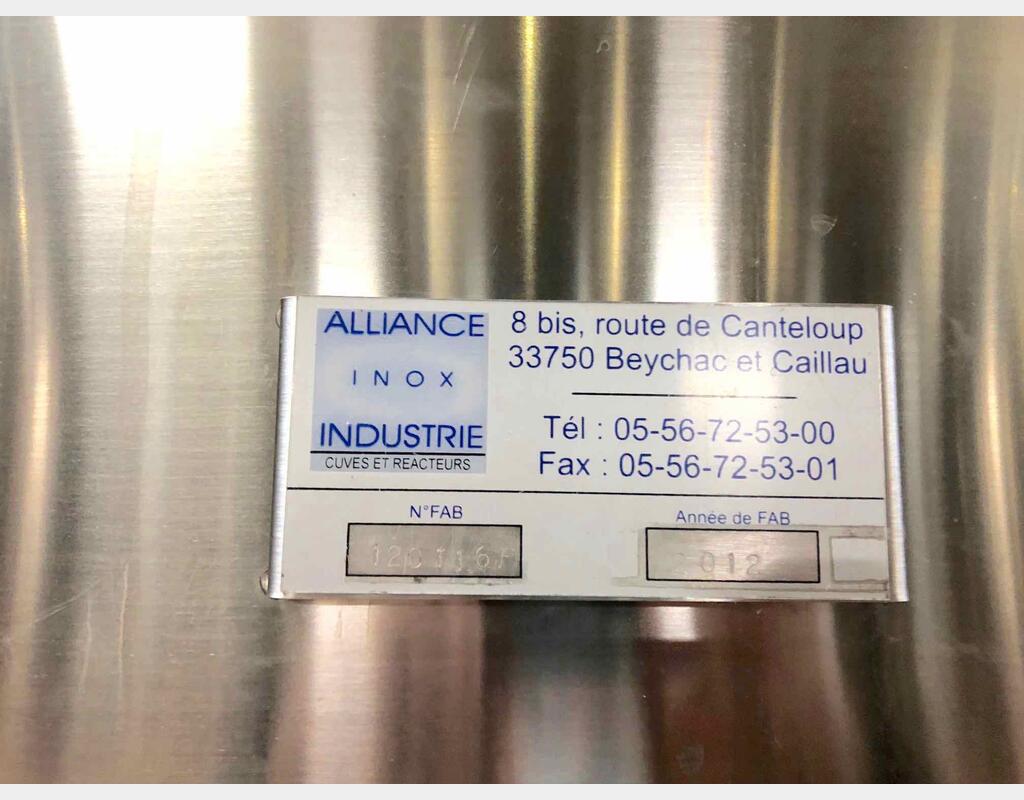 ALLIANCE
INOX
INDUSTRIE
CUVES ET REACTEURS
8 bis, route de Canteloup
33750 Beychac et Caillau
Tél : 05-56-72-53-00
Fax : 05-56-72-53-01
N°FAB
Année de FAB
2012